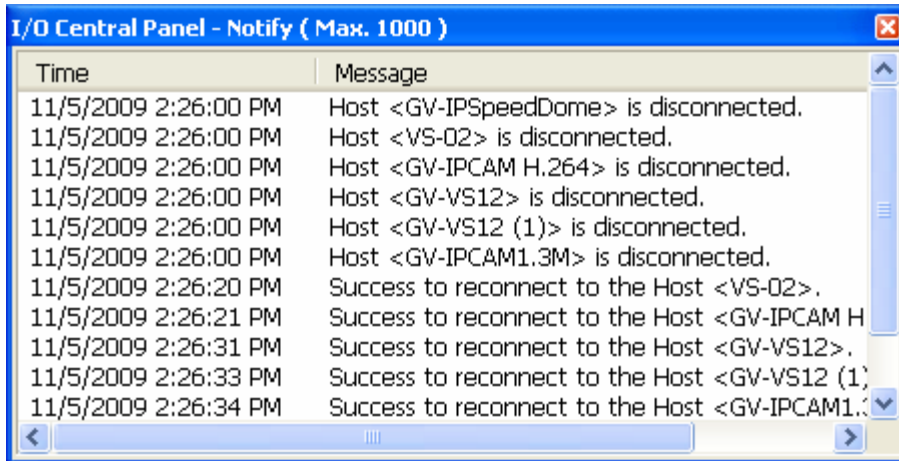 I/O Central Panel - Notify ( Max. 1000 )
Time Message
11/5/2009 2:26:00 PM Host <GV-IPSpeedDome> is disconnected.
11/5/2009 2:26:00 PM Host <VS-02> is disconnected.
11/5/2009 2:26:00 PM Host <GV-IPCAM H.264> is disconnected.
11/5/2009 2:26:00 PM Host <GV-VS12> is disconnected.
11/5/2009 2:26:00 PM Host <GV-VS12 (1)> is disconnected.
11/5/2009 2:26:00 PM Host <GV-IPCAM1.3M> is disconnected.
11/5/2009 2:26:20 PM Success to reconnect to the Host <VS-02>.
11/5/2009 2:26:21 PM Success to reconnect to the Host <GV-IPCAM H
11/5/2009 2:26:31 PM Success to reconnect to the Host <GV-VS12>.
11/5/2009 2:26:33 PM Success to reconnect to the Host <GV-VS12 (1)
11/5/2009 2:26:34 PM Success to reconnect to the Host <GV-IPCAM1.